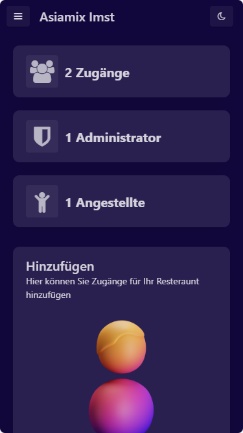 Asiamix Imst
2 Zugänge
1 Administrator
1 Angestellte
Hinzufügen
Hier können Sie Zugänge für Ihr Resteraunt
hinzufügen